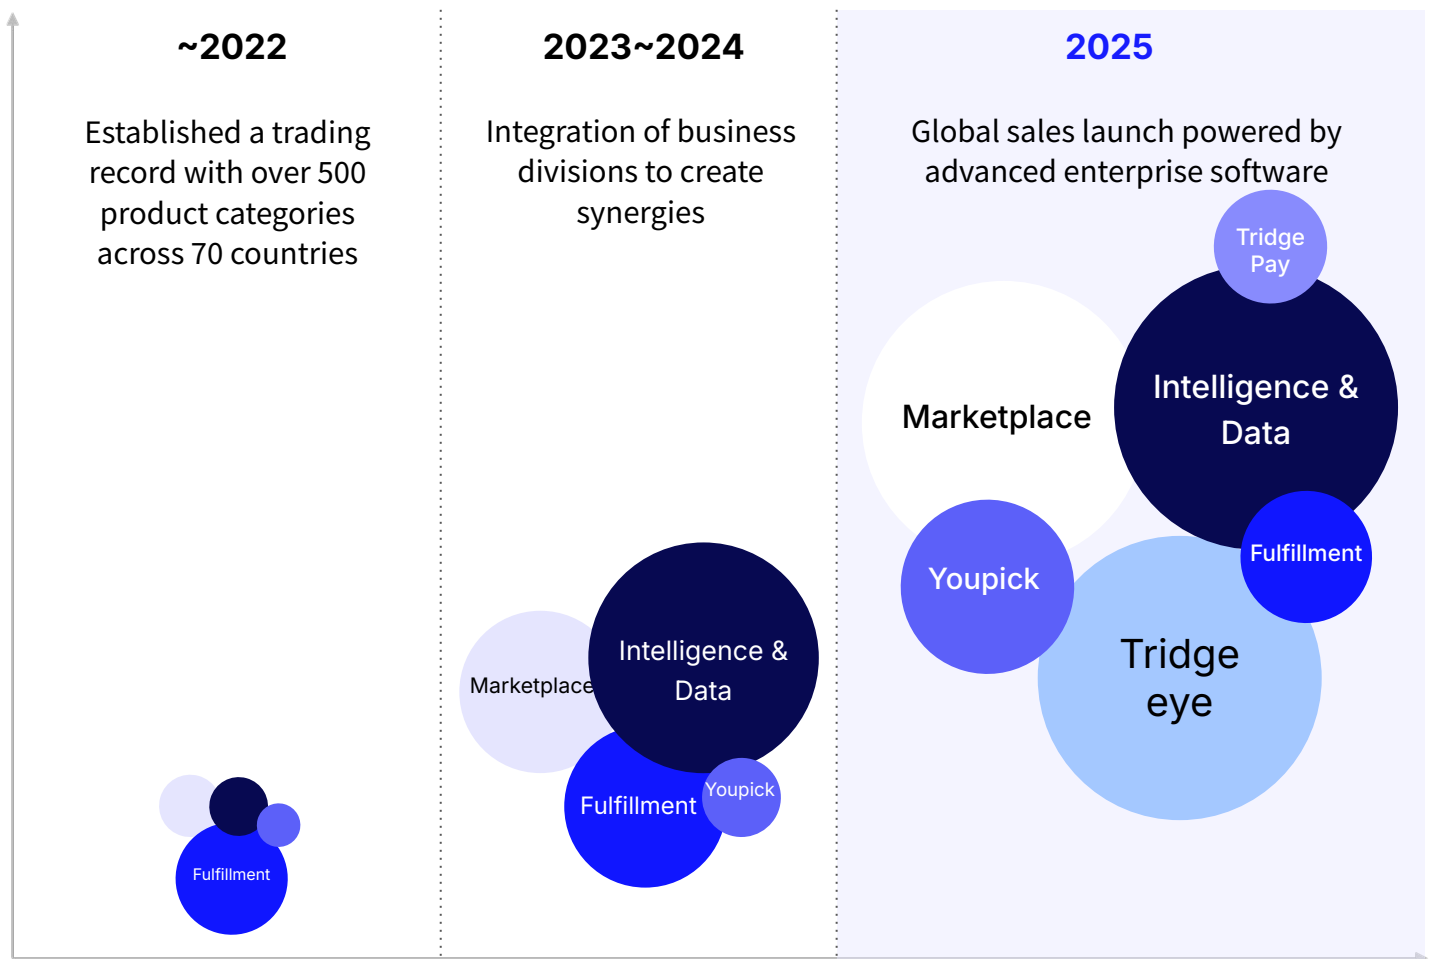 ~2022
Established a trading
record with over 500
product categories
across 70 countries
Fulfillment
2023~2024
Integration of business
divisions to create
synergies
Marketplace
Intelligence &
Data
Fulfillment
Youpick
2025
Global sales launch powered by
advanced enterprise software
Tridge
Pay
Marketplace
Intelligence &
Data
Youpick
Fulfillment
Tridge
eye